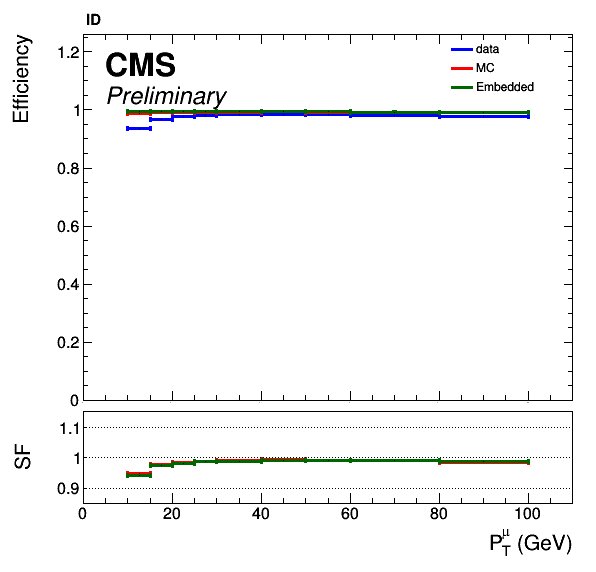 ID
Efficiency
CMS
Preliminary
data
MC
Embedded
1.2
1
0.8
0.6
0.4
0.2
0
SF
1.1
1
0.9
0 20 40 60 80 100
P_T^μ (GeV)